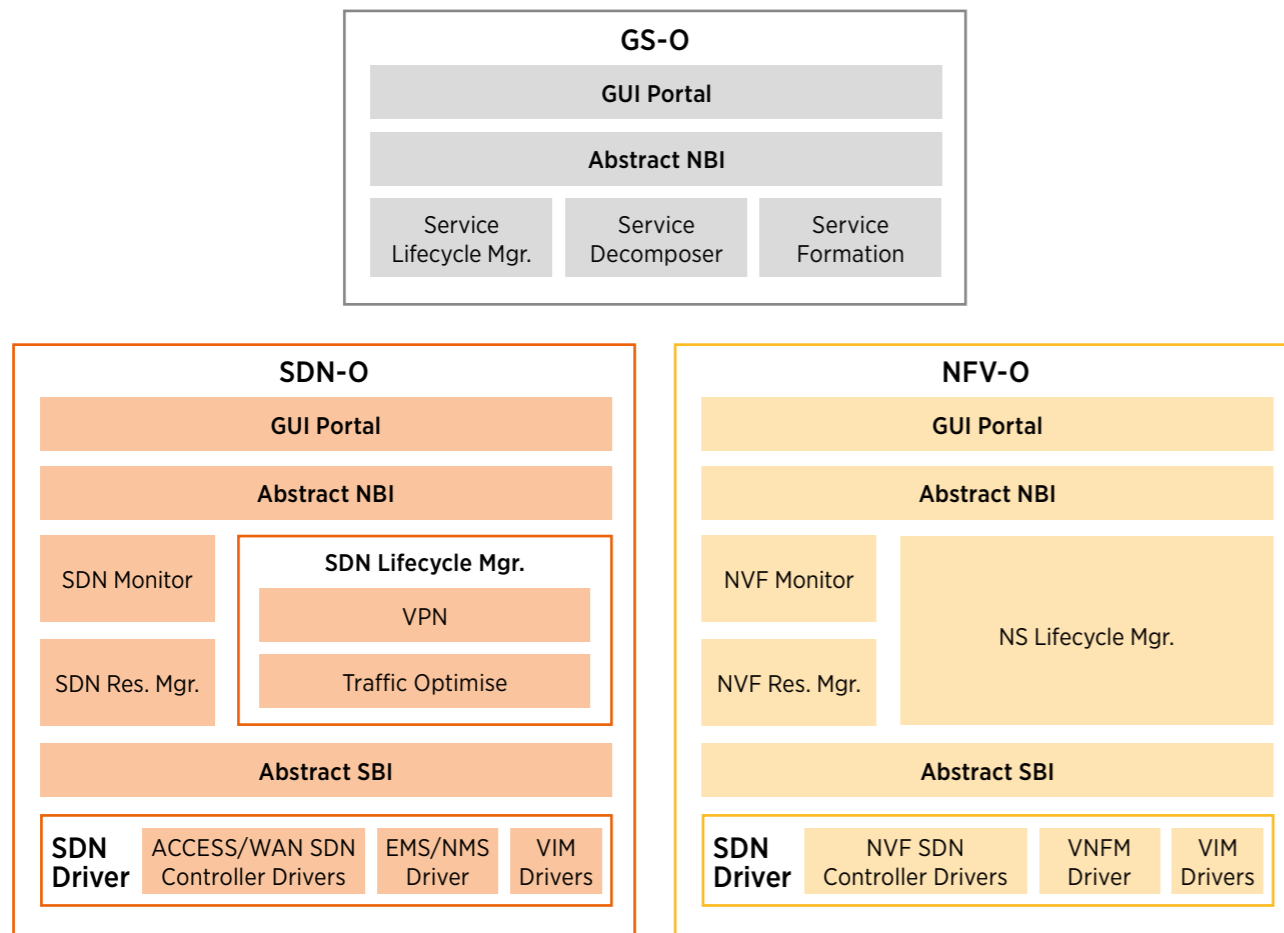 GS-O
GUI Portal
Abstract NBI
Service
Lifecycle Mgr.
Service
Decomposer
Service
Formation
SDN-O
GUI Portal
Abstract NBI
SDN Monitor
SDN Res. Mgr.
SDN Lifecycle Mgr.
VPN
Traffic Optimise
Abstract SBI
SDN
Driver
ACCESS/WAN SDN
Controller Drivers
EMS/NMS
Driver
VIM
Drivers
NFV-O
GUI Portal
Abstract NBI
NVF Monitor
NVF Res. Mgr.
NS Lifecycle Mgr.
Abstract SBI
SDN
Driver
NVF SDN
Controller Drivers
VNFM
Driver
VIM
Drivers